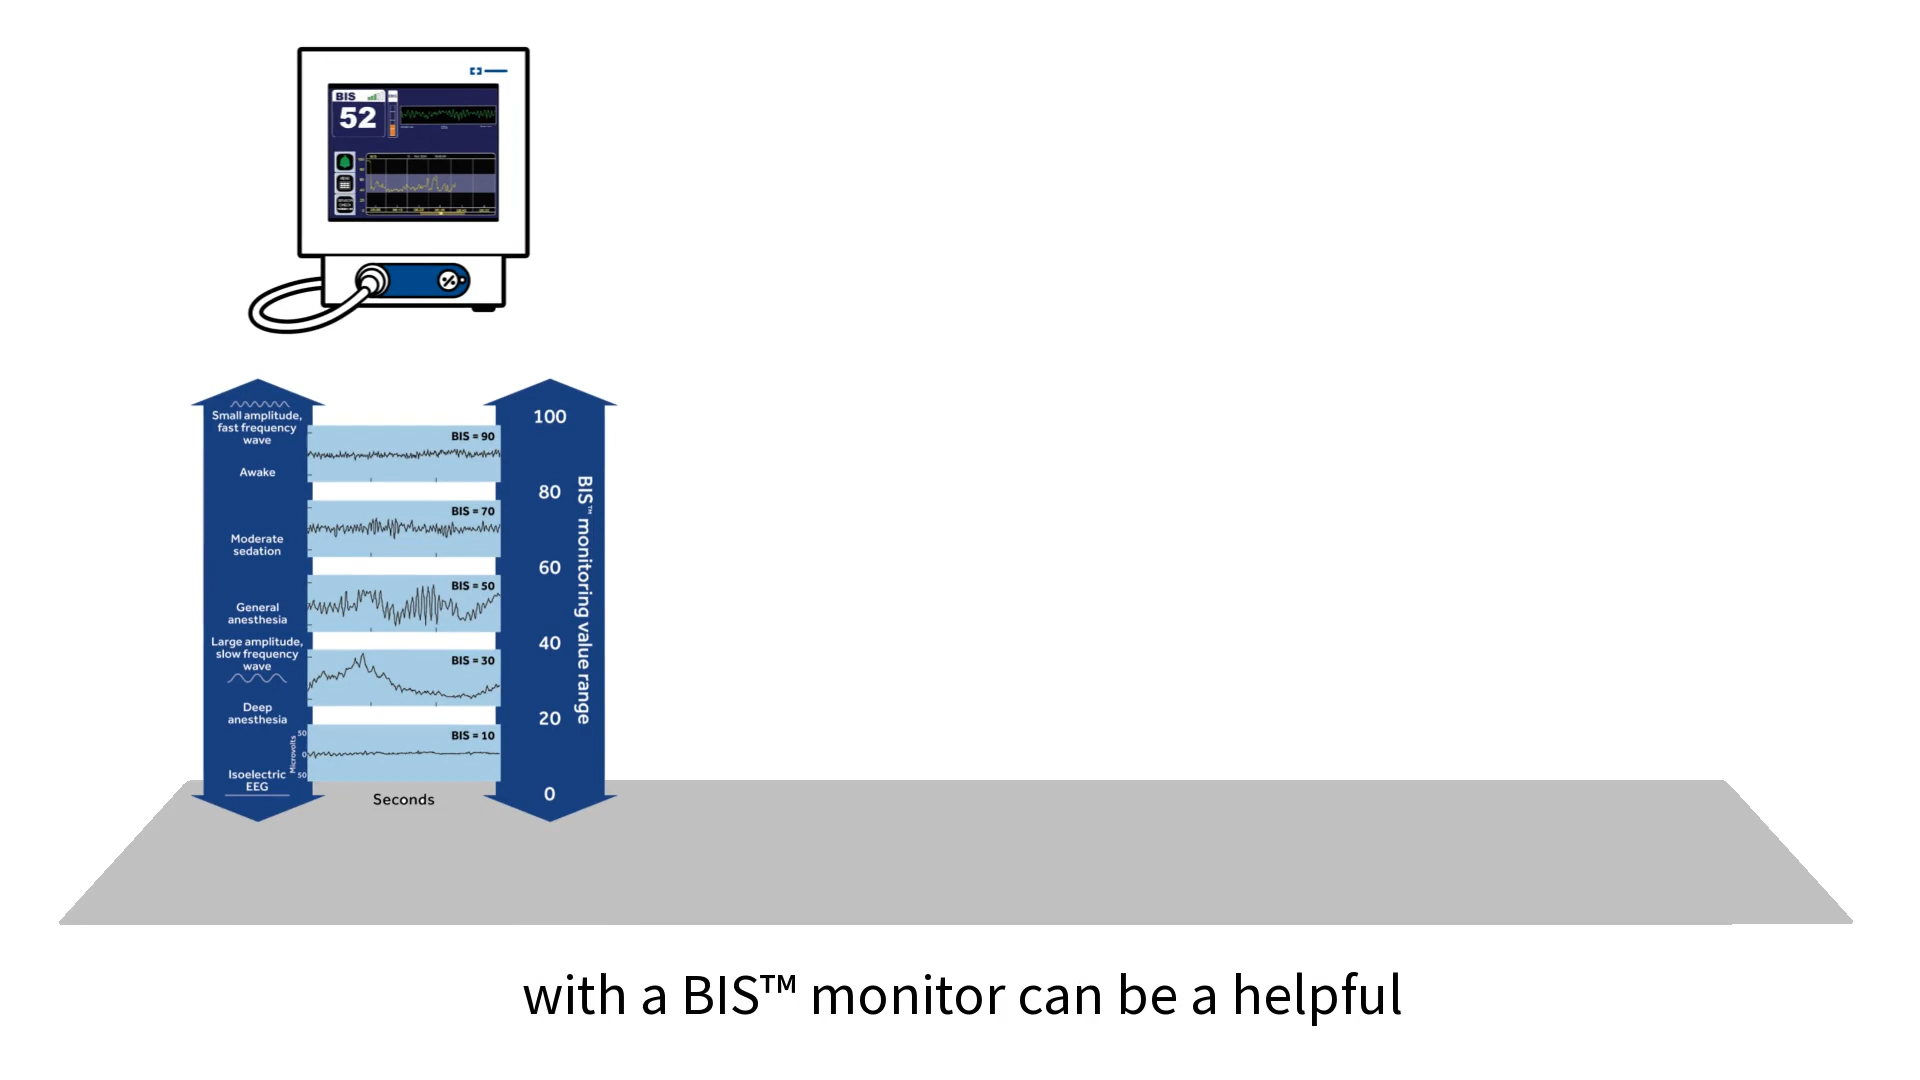 BIS
52
MENU
Small amplitude,
fast frequency
wave
Awake
Moderate
sedation
General
anesthesia
Large amplitude,
slow frequency
wave
Deep
anesthesia
Isoelectric
EEG
BIS = 90
BIS = 70
BIS = 50
BIS = 30
BIS = 10
Microvolts
50
0
50
Seconds
100
80
60
40
20
0
BIS™ monitoring value range
with a BIS™ monitor can be a helpful